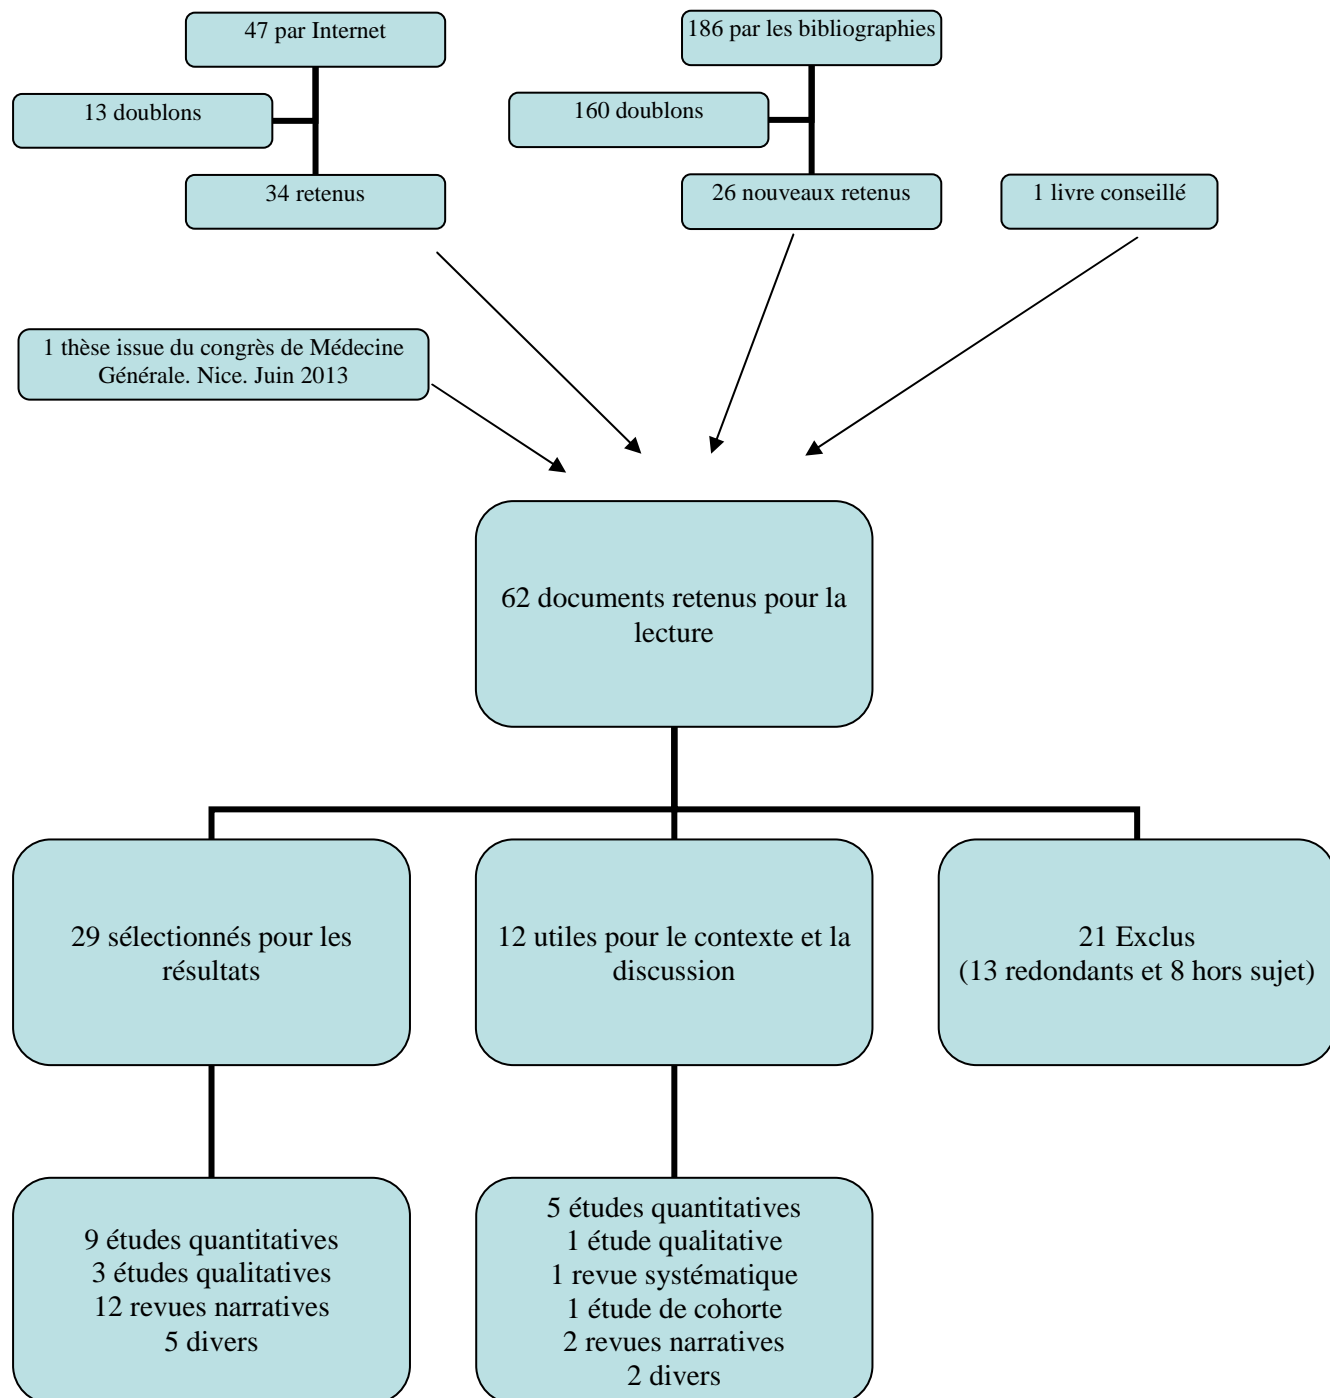 47 par Internet
186 par les bibliographies
13 doublons
160 doublons
34 retenus
26 nouveaux retenus
1 livre conseillé
1 thèse issue du congrès de Médecine
Générale. Nice. Juin 2013
62 documents retenus pour la
lecture
29 sélectionnés pour les
résultats
12 utiles pour le contexte et la
discussion
21 Exclus
(13 redondants et 8 hors sujet)
9 études quantitatives
3 études qualitatives
12 revues narratives
5 divers
5 études quantitatives
1 étude qualitative
1 revue systématique
1 étude de cohorte
2 revues narratives
2 divers